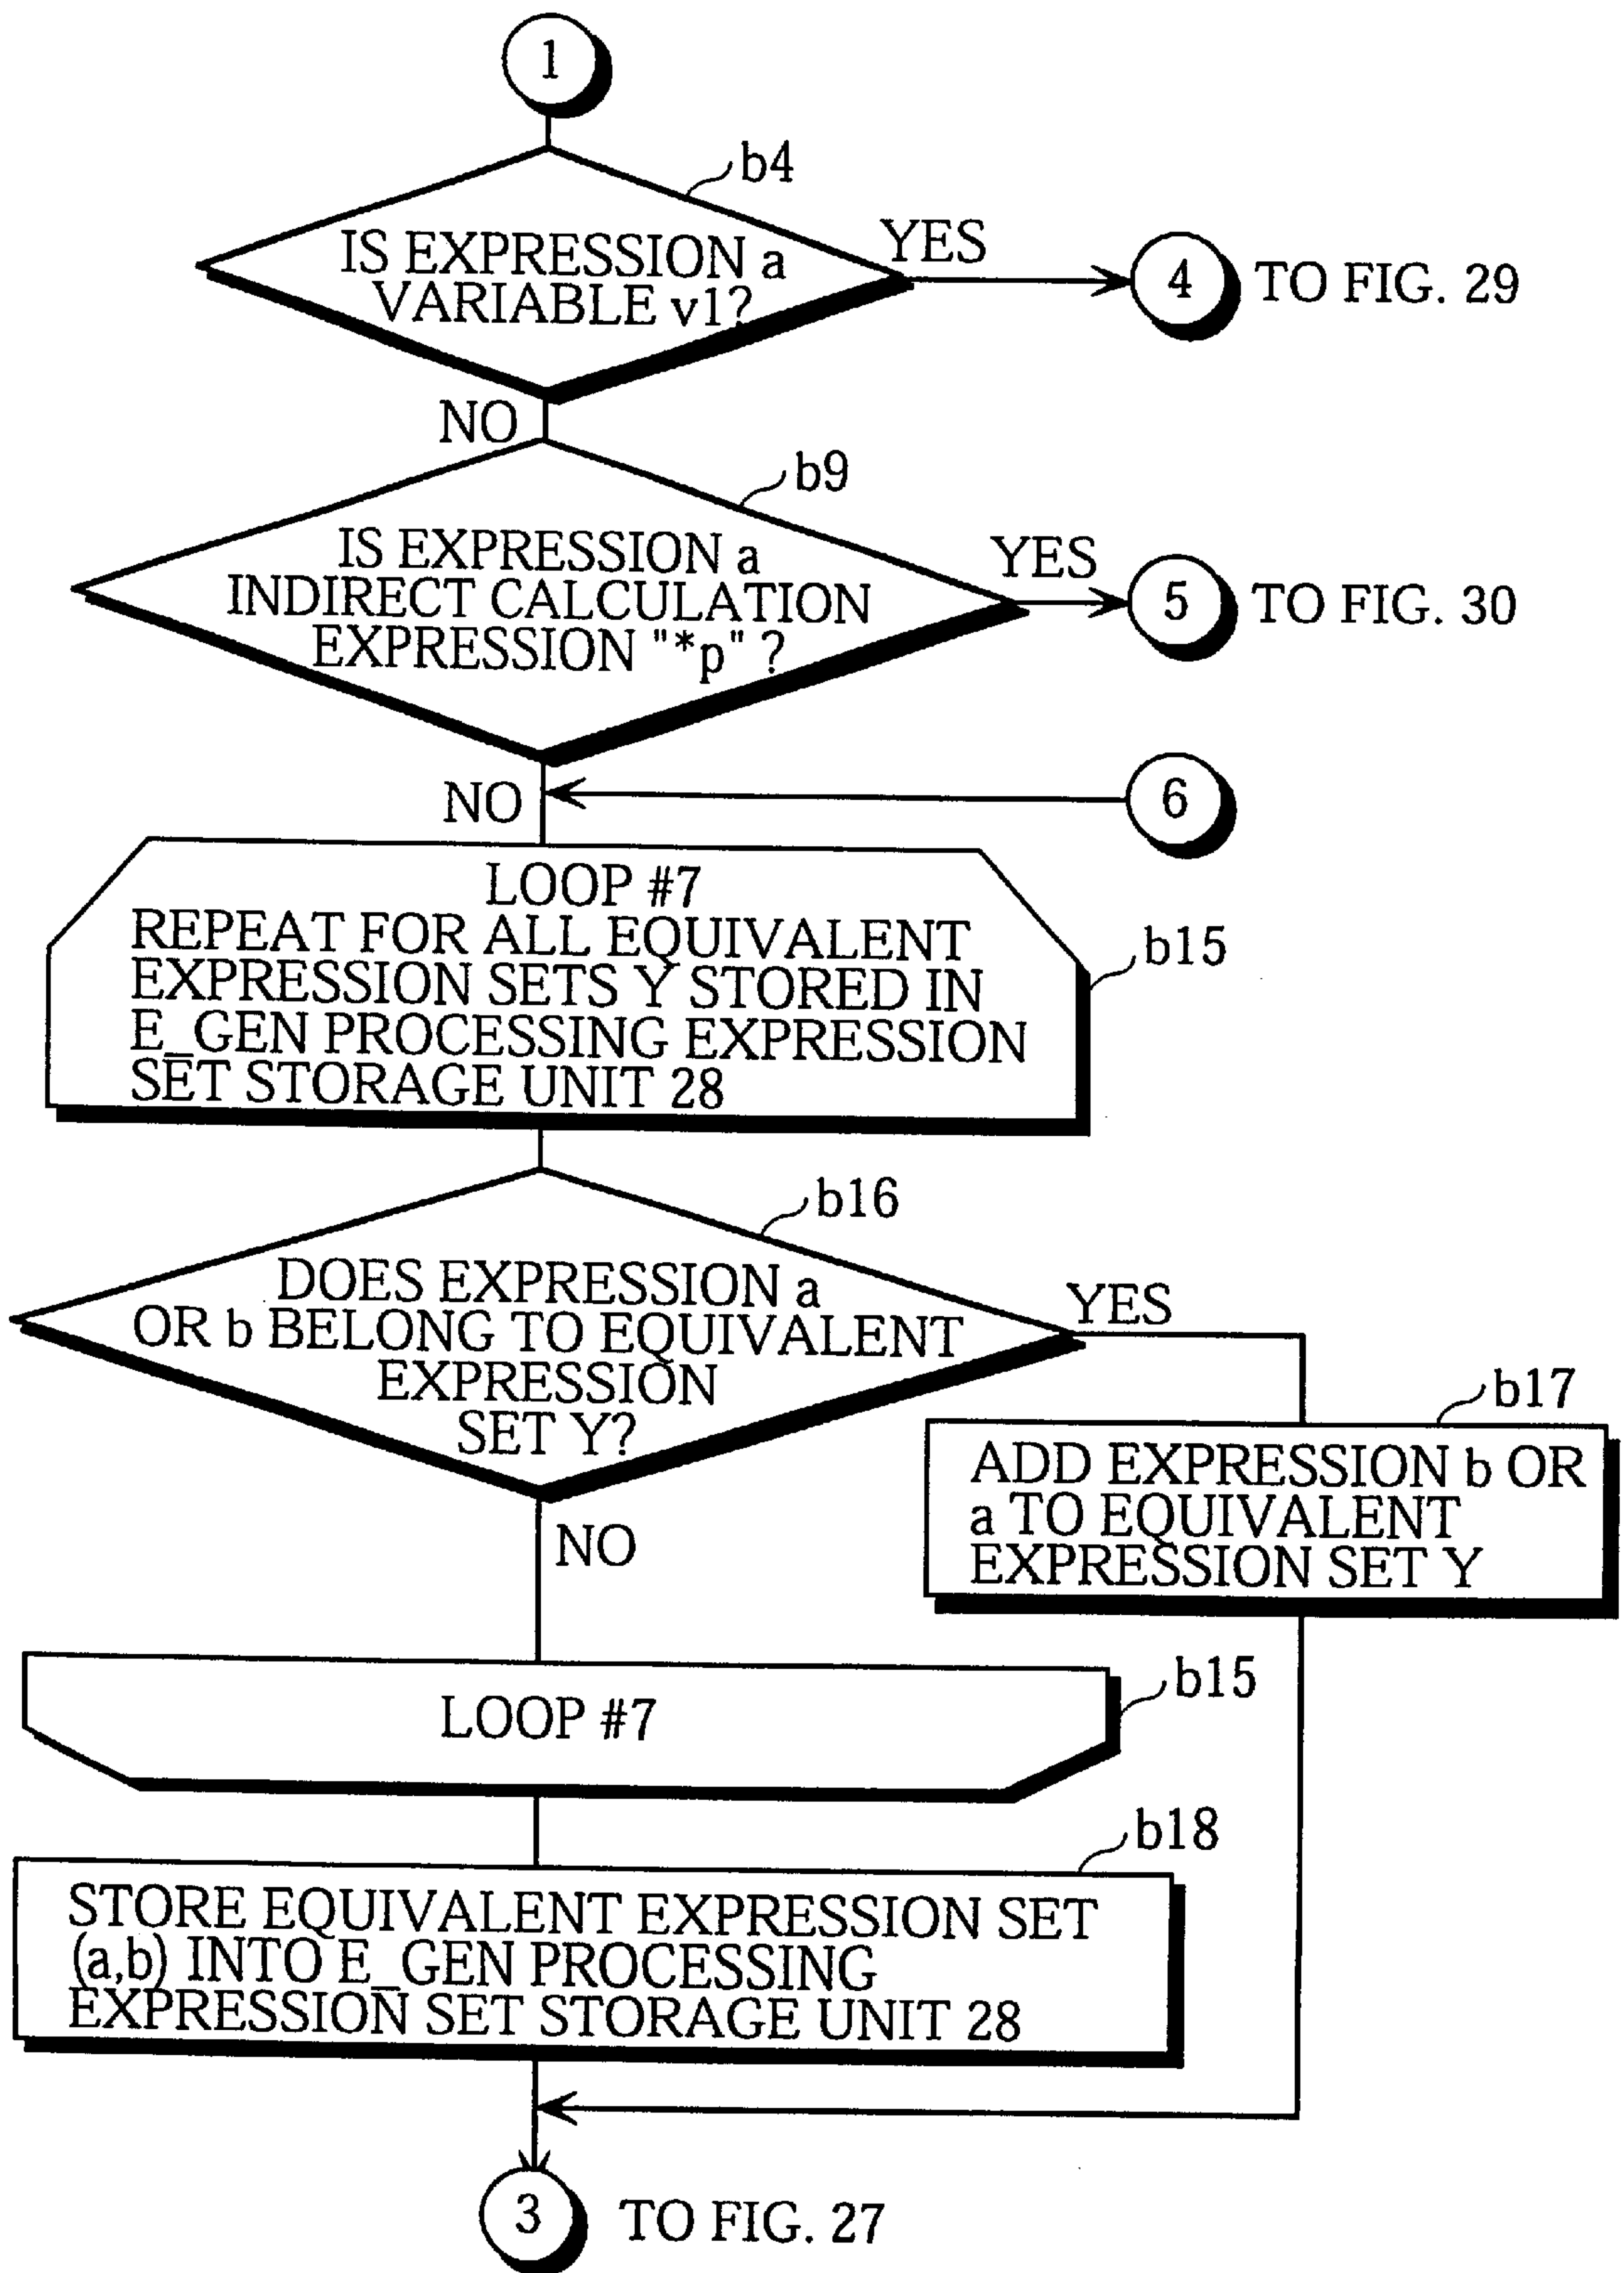 1
b4
IS EXPRESSION a
VARIABLE v1?
YES
4 TO FIG. 29
NO
b9
IS EXPRESSION a
INDIRECT CALCULATION
EXPRESSION "*p" ?
YES
5 TO FIG. 30
NO
6
LOOP #7
REPEAT FOR ALL EQUIVALENT
EXPRESSION SETS Y STORED IN
E_GEN PROCESSING EXPRESSION
SET STORAGE UNIT 28
b15
b16
DOES EXPRESSION a
OR b BELONG TO EQUIVALENT
EXPRESSION
SET Y?
YES
b17
ADD EXPRESSION b OR
a TO EQUIVALENT
EXPRESSION SET Y
NO
LOOP #7
b15
b18
STORE EQUIVALENT EXPRESSION SET
(a,b) INTO E_GEN PROCESSING
EXPRESSION SET STORAGE UNIT 28
3 TO FIG. 27